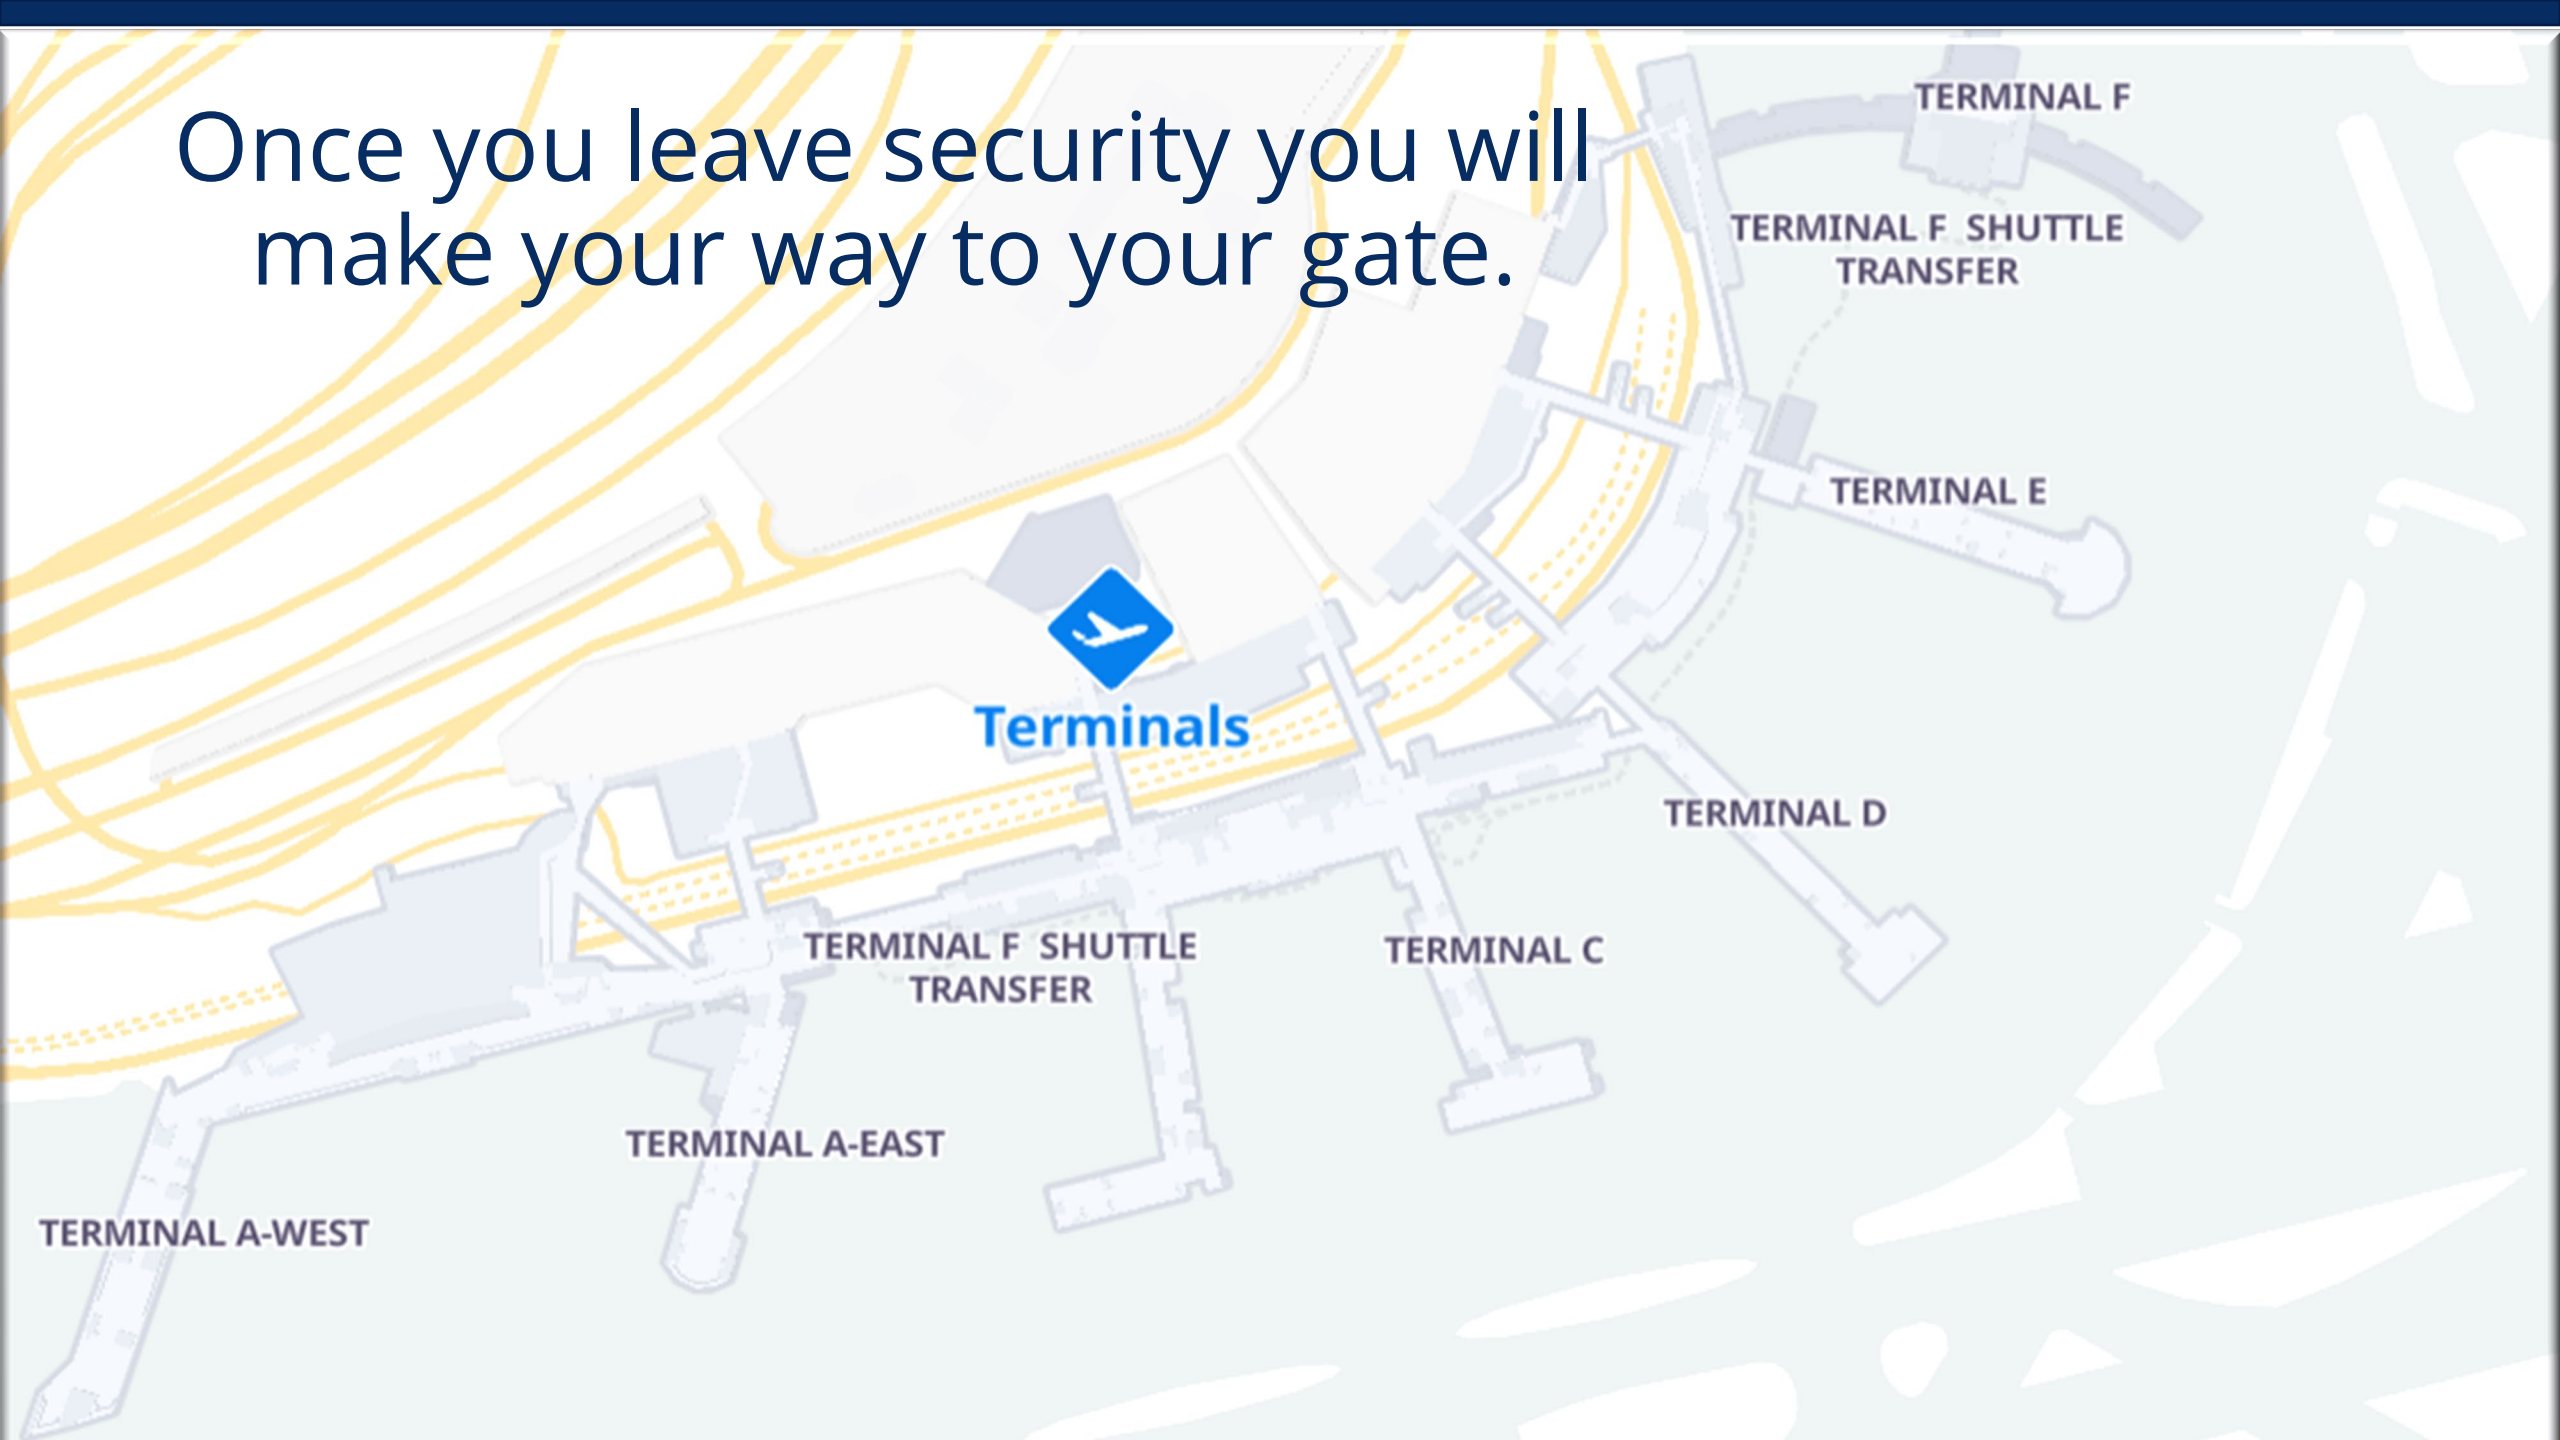 Once you leave security you will
make your way to your gate.
TERMINAL F
TERMINAL F SHUTTLE
TRANSFER
TERMINAL E
Terminals
TERMINAL D
TERMINAL F SHUTTLE
TRANSFER
TERMINAL C
TERMINAL A-EAST
TERMINAL A-WEST